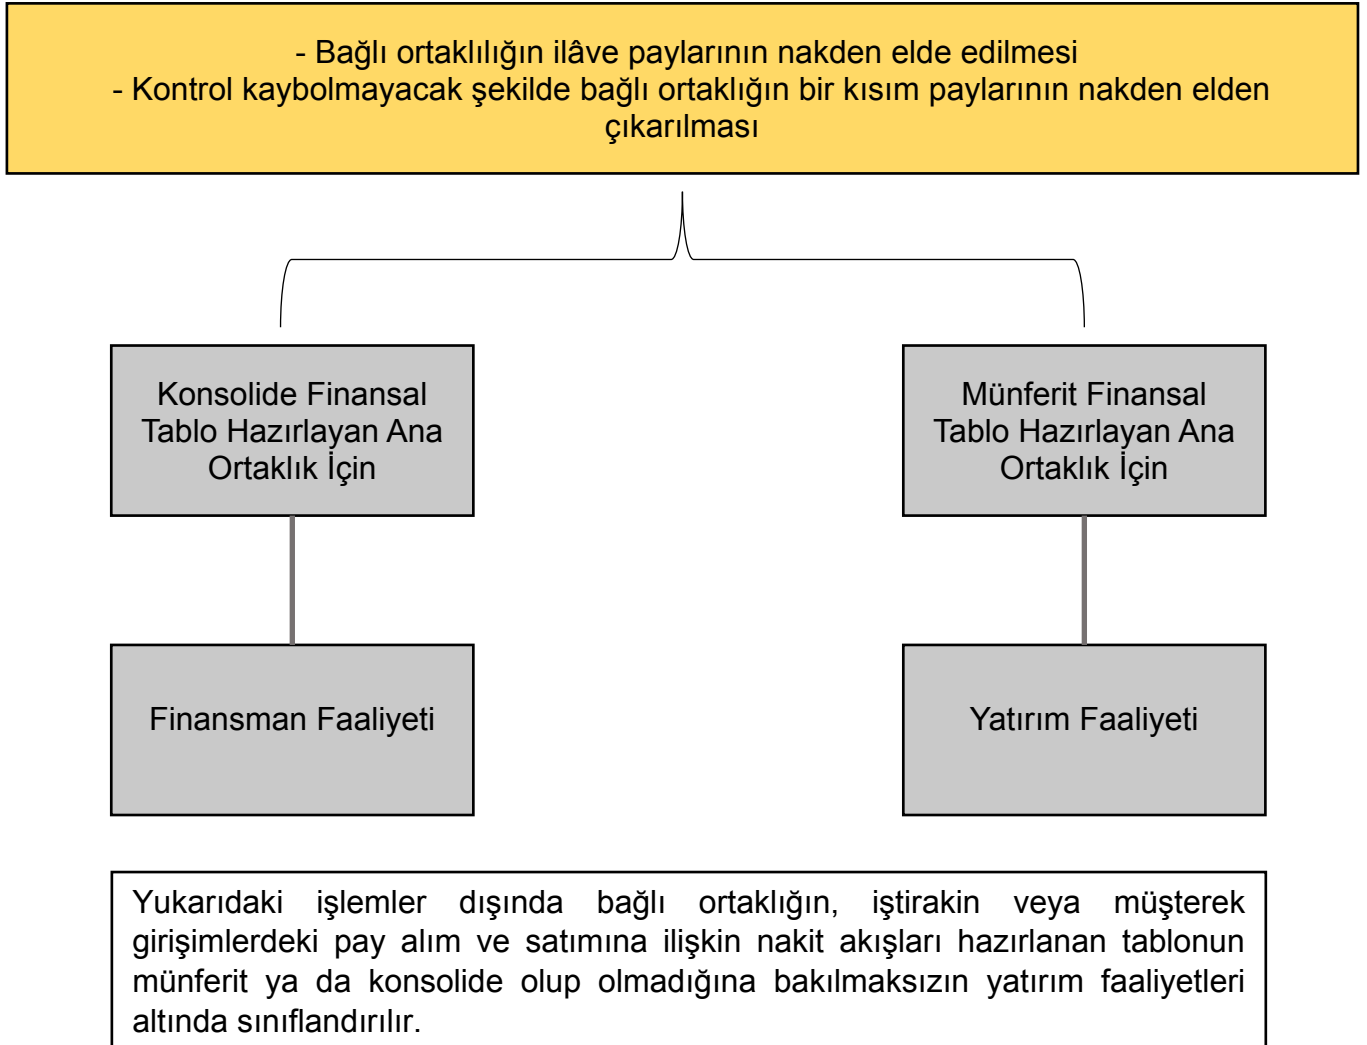 - Bağlı ortaklılığın ilâve paylarının nakden elde edilmesi
- Kontrol kaybolmayacak şekilde bağlı ortaklığın bir kısım paylarının nakden elden
çıkarılması
Konsolide Finansal
Tablo Hazırlayan Ana
Ortaklık İçin
Münferit Finansal
Tablo Hazırlayan Ana
Ortaklık İçin
Finansman Faaliyeti
Yatırım Faaliyeti
Yukarıdaki işlemler dışında bağlı ortaklığın, iştirakin veya müşterek
girişimlerdeki pay alım ve satımına ilişkin nakit akışları hazırlanan tablonun
münferit ya da konsolide olup olmadığına bakılmaksızın yatırım faaliyetleri
altında sınıflandırılır.